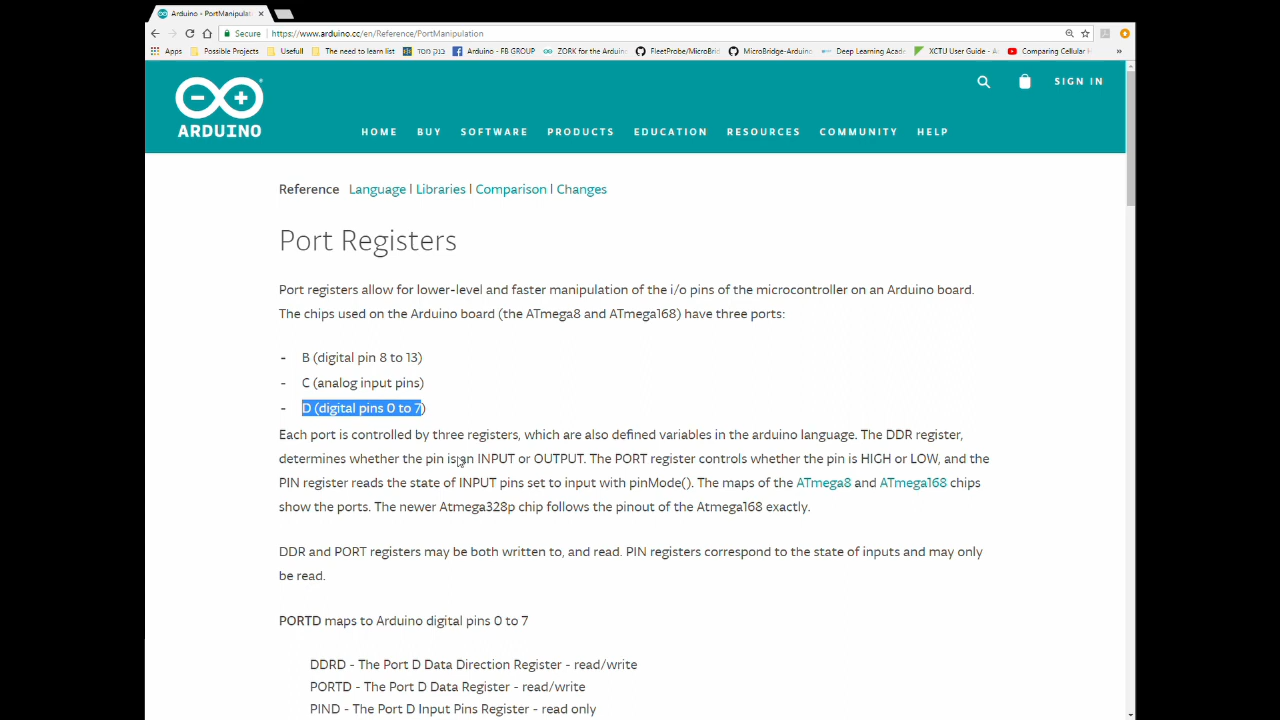 Arduino - PortManipulat
Secure https://www.arduino.cc/en/Reference/PortManipulation
Apps Possible Projects Usefull The need to learn list בנק מסד Arduino - FB GROUP ZORK for the Arduino FleetProbe/MicroBrid MicroBridge-Arduino Deep Learning Acade XCTU User Guide - A Comparing Cellular »
SIGN IN
ARDUINO
HOME BUY SOFTWARE PRODUCTS EDUCATION RESOURCES COMMUNITY HELP
Reference Language | Libraries | Comparison | Changes
Port Registers
Port registers allow for lower-level and faster manipulation of the i/o pins of the microcontroller on an Arduino board.
The chips used on the Arduino board (the ATmega8 and ATmega168) have three ports:
- B (digital pin 8 to 13)
- C (analog input pins)
- D (digital pins 0 to 7)
Each port is controlled by three registers, which are also defined variables in the arduino language. The DDR register,
determines whether the pin is an INPUT or OUTPUT. The PORT register controls whether the pin is HIGH or LOW, and the
PIN register reads the state of INPUT pins set to input with pinMode(). The maps of the ATmega8 and ATmega168 chips
show the ports. The newer Atmega328p chip follows the pinout of the Atmega168 exactly.
DDR and PORT registers may be both written to, and read. PIN registers correspond to the state of inputs and may only
be read.
PORTD maps to Arduino digital pins 0 to 7
DDRD - The Port D Data Direction Register - read/write
PORTD - The Port D Data Register - read/write
PIND - The Port D Input Pins Register - read only